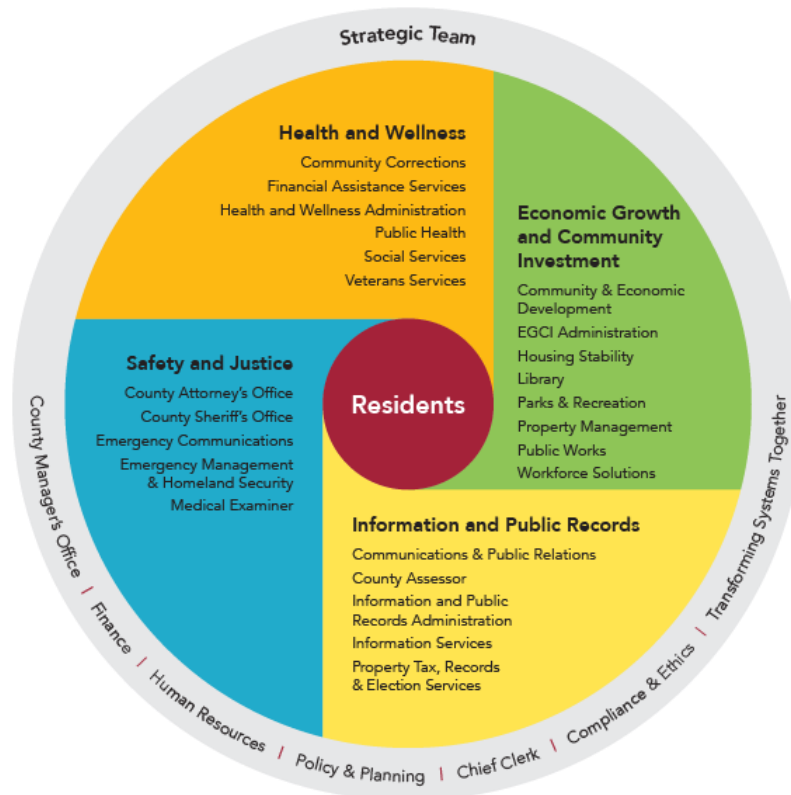 Strategic Team
Health and Wellness
Community Corrections
Financial Assistance Services
Health and Wellness Administration
Public Health
Social Services
Veterans Services
Economic Growth
and Community
Investment
Community & Economic
Development
EGCI Administration
Housing Stability
Library
Parks & Recreation
Property Management
Public Works
Workforce Solutions
Safety and Justice
County Attorney's Office
County Sheriff's Office
Emergency Communications
Emergency Management
& Homeland Security
Medical Examiner
Residents
Information and Public Records
Communications & Public Relations
County Assessor
Information and Public
Records Administration
Information Services
Property Tax, Records
& Election Services
County Manager's Office | Finance | Human Resources | Policy & Planning | Chief Clerk | Compliance & Ethics | Transforming Systems Together